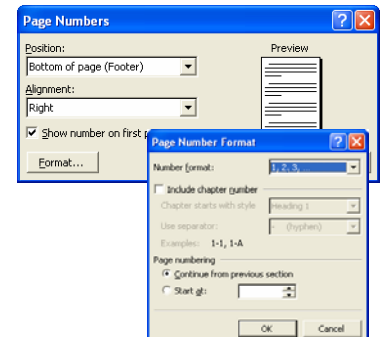 Page Numbers
Position:
Preview
Bottom of page (Footer)
Alignment:
Right
Show number on first p
Format...
Page Number Format
Number format:
1, 2, 3, ...
Include chapter number
Chapter starts with style
Heading 1
Use separator:
- (hyphen)
Examples: 1-1, 1-A
Page numbering
Continue from previous section
Start at:
OK
Cancel